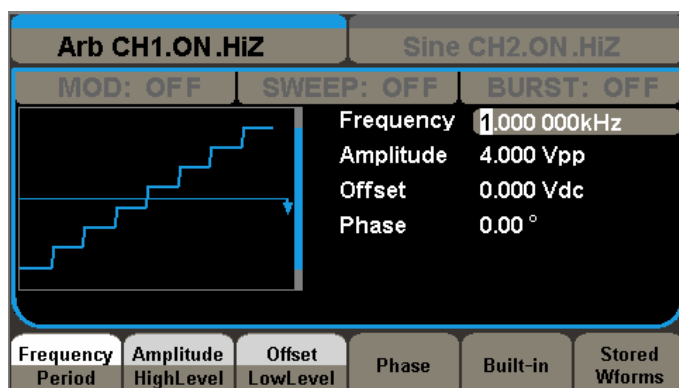 Arb CH1.ON.HiZ
Sine CH2.ON.HiZ
MOD: OFF
SWEEP: OFF
BURST: OFF
Frequency 1.000 000kHz
Amplitude 4.000 Vpp
Offset 0.000 Vdc
Phase 0.00 °
Frequency Period
Amplitude HighLevel
Offset LowLevel
Phase
Built-in
Stored Wforms